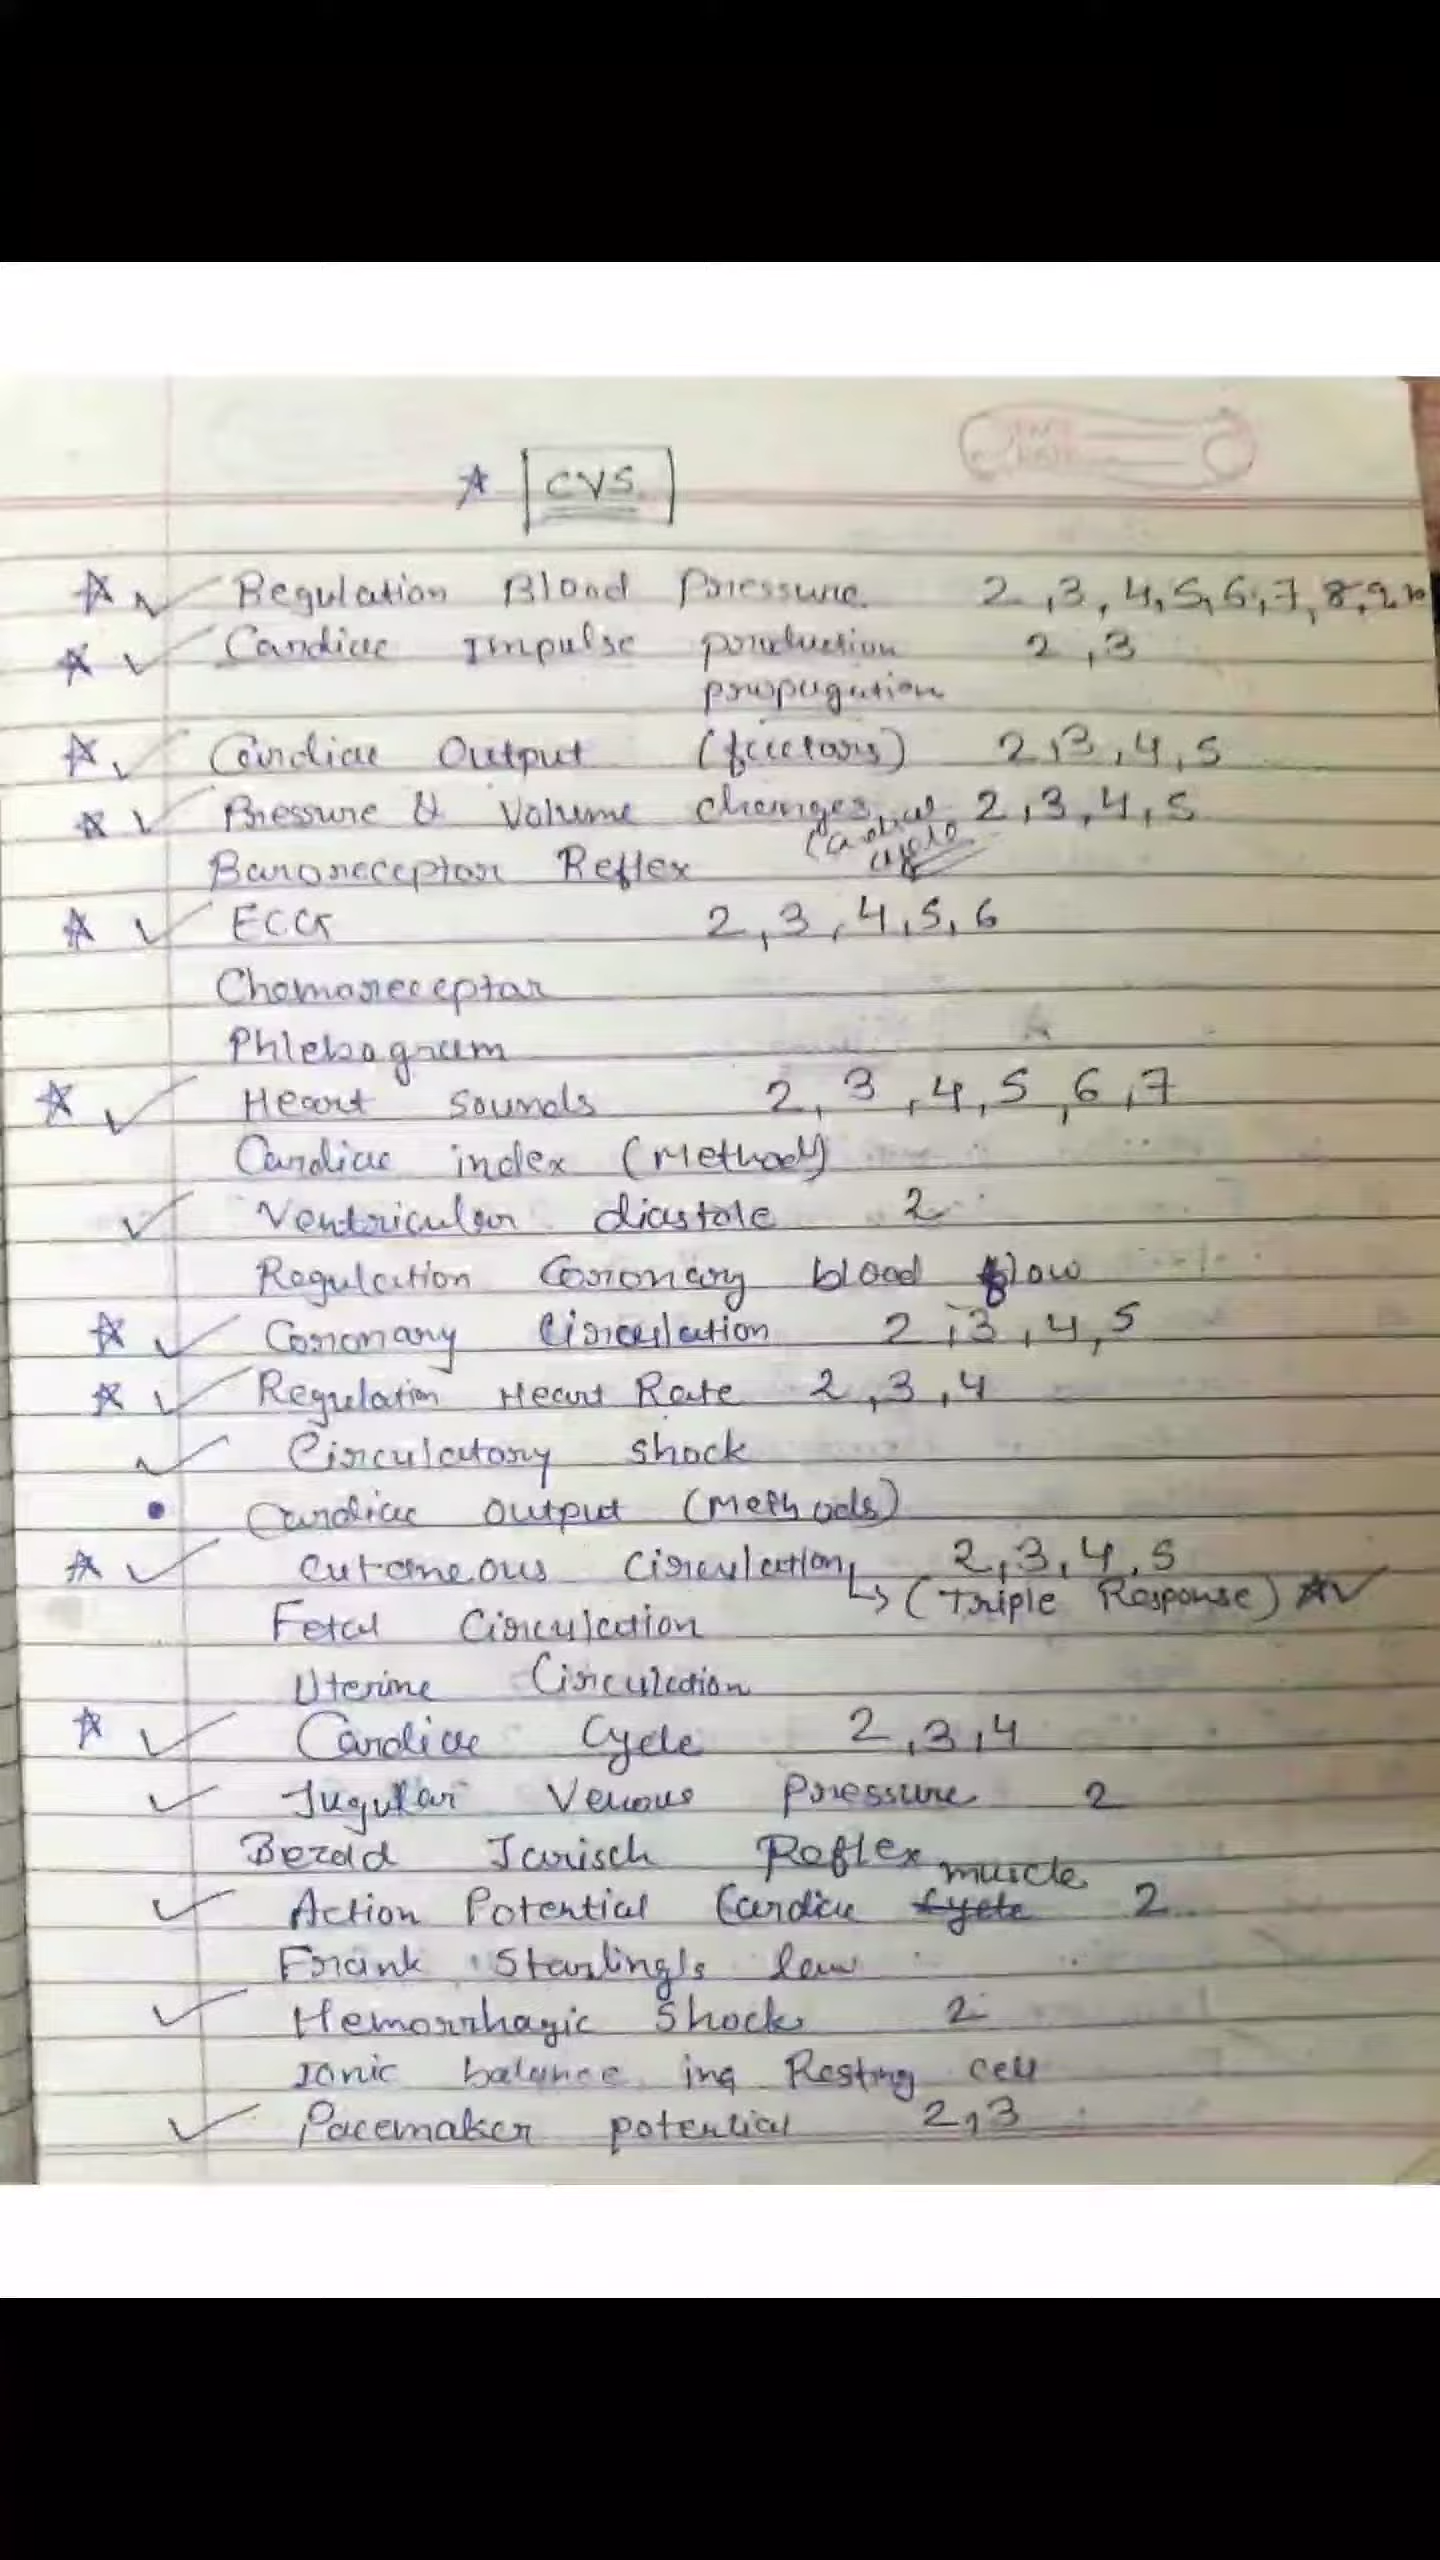 CVS
Regulation Blood Pressure 2, 3, 4, 5, 6, 7, 8, 9, 10
Cardiac Impulse production 2, 3
propugation
Cardiac Output (factors) 2, 3, 4, 5
Pressure & Volume changes 2, 3, 4, 5
Cardiac
cycle
Baroreceptor Reflex
ECG 2, 3, 4, 5, 6
Chemoreceptor
Phlebogram
Heart sounds 2, 3, 4, 5, 6, 7
Cardiac index (Method)
Ventricular diastole 2
Regulation Coronary blood flow
Coronary Circulation 2, 3, 4, 5
Regulation Heart Rate 2, 3, 4
Circulatory shock
Cardiac output (Methods)
Cutaneous Circulation 2, 3, 4, 5
↳ (Triple Response)
Fetal Circulation
Uterine Circulation
Cardiac Cycle 2, 3, 4
Jugular Venous Pressure 2
Bezold Jarisch Reflex
muscle
Action Potential Cardiac Cycle 2
Frank Starling's law
Hemorrhagic Shock 2
Ionic balance ing Resting cell
Pacemaker potential 2, 3